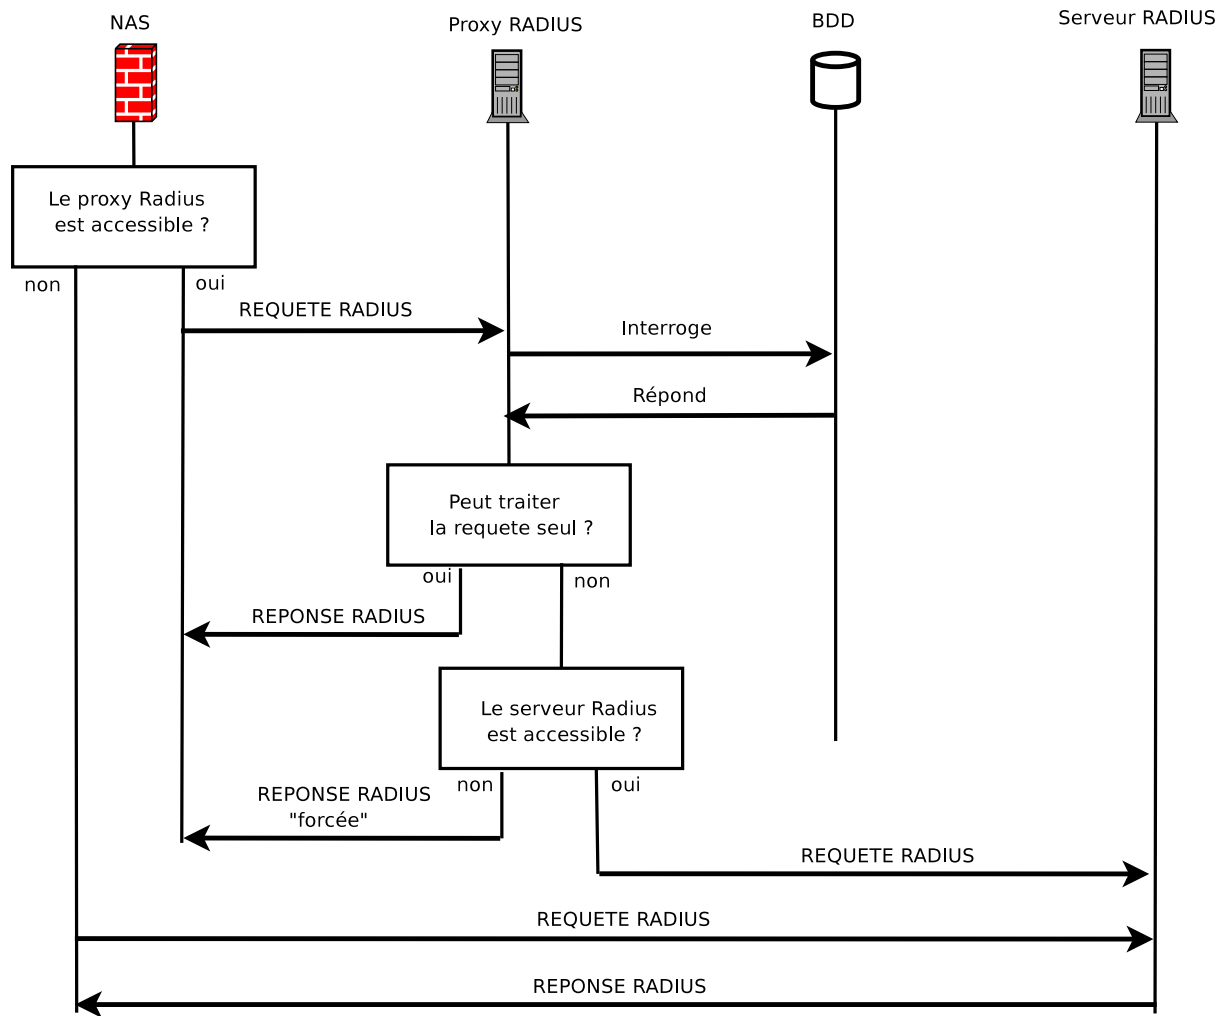 NAS
Proxy RADIUS
BDD
Serveur RADIUS
Le proxy Radius
est accessible ?
non
oui
REQUETE RADIUS
Interroge
Répond
Peut traiter
la requete seul ?
oui
non
REPONSE RADIUS
Le serveur Radius
est accessible ?
non
oui
REPONSE RADIUS
"forcée"
REQUETE RADIUS
REQUETE RADIUS
REPONSE RADIUS